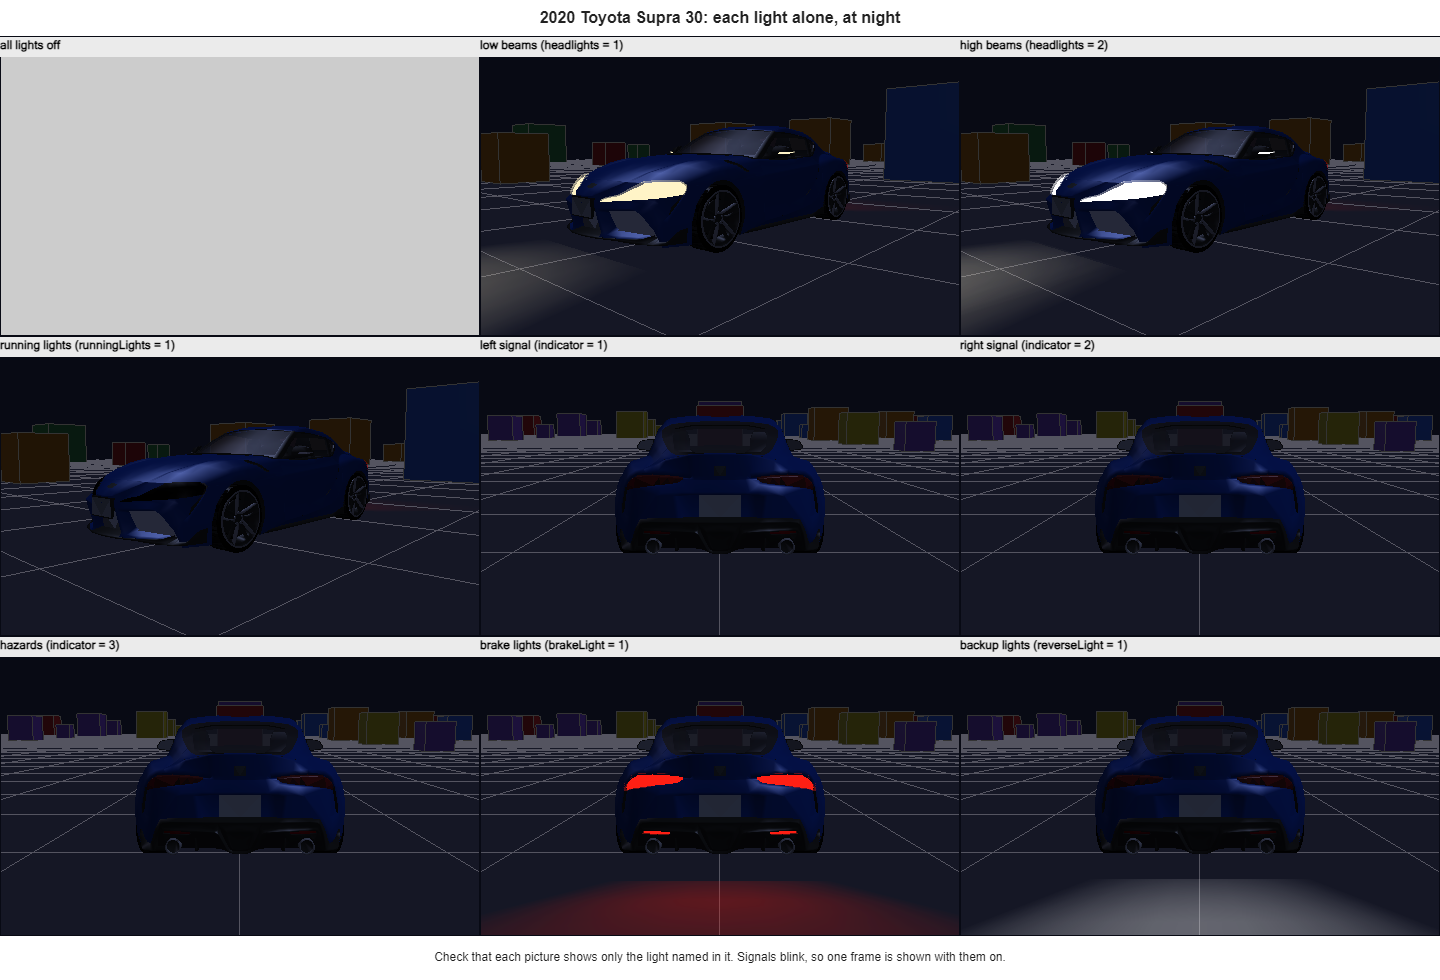 2020 Toyota Supra 30: each light alone, at night
all lights off
low beams (headlights = 1)
high beams (headlights = 2)
running lights (runningLights = 1)
left signal (indicator = 1)
right signal (indicator = 2)
hazards (indicator = 3)
brake lights (brakeLight = 1)
backup lights (reverseLight = 1)
Check that each picture shows only the light named in it. Signals blink, so one frame is shown with them on.